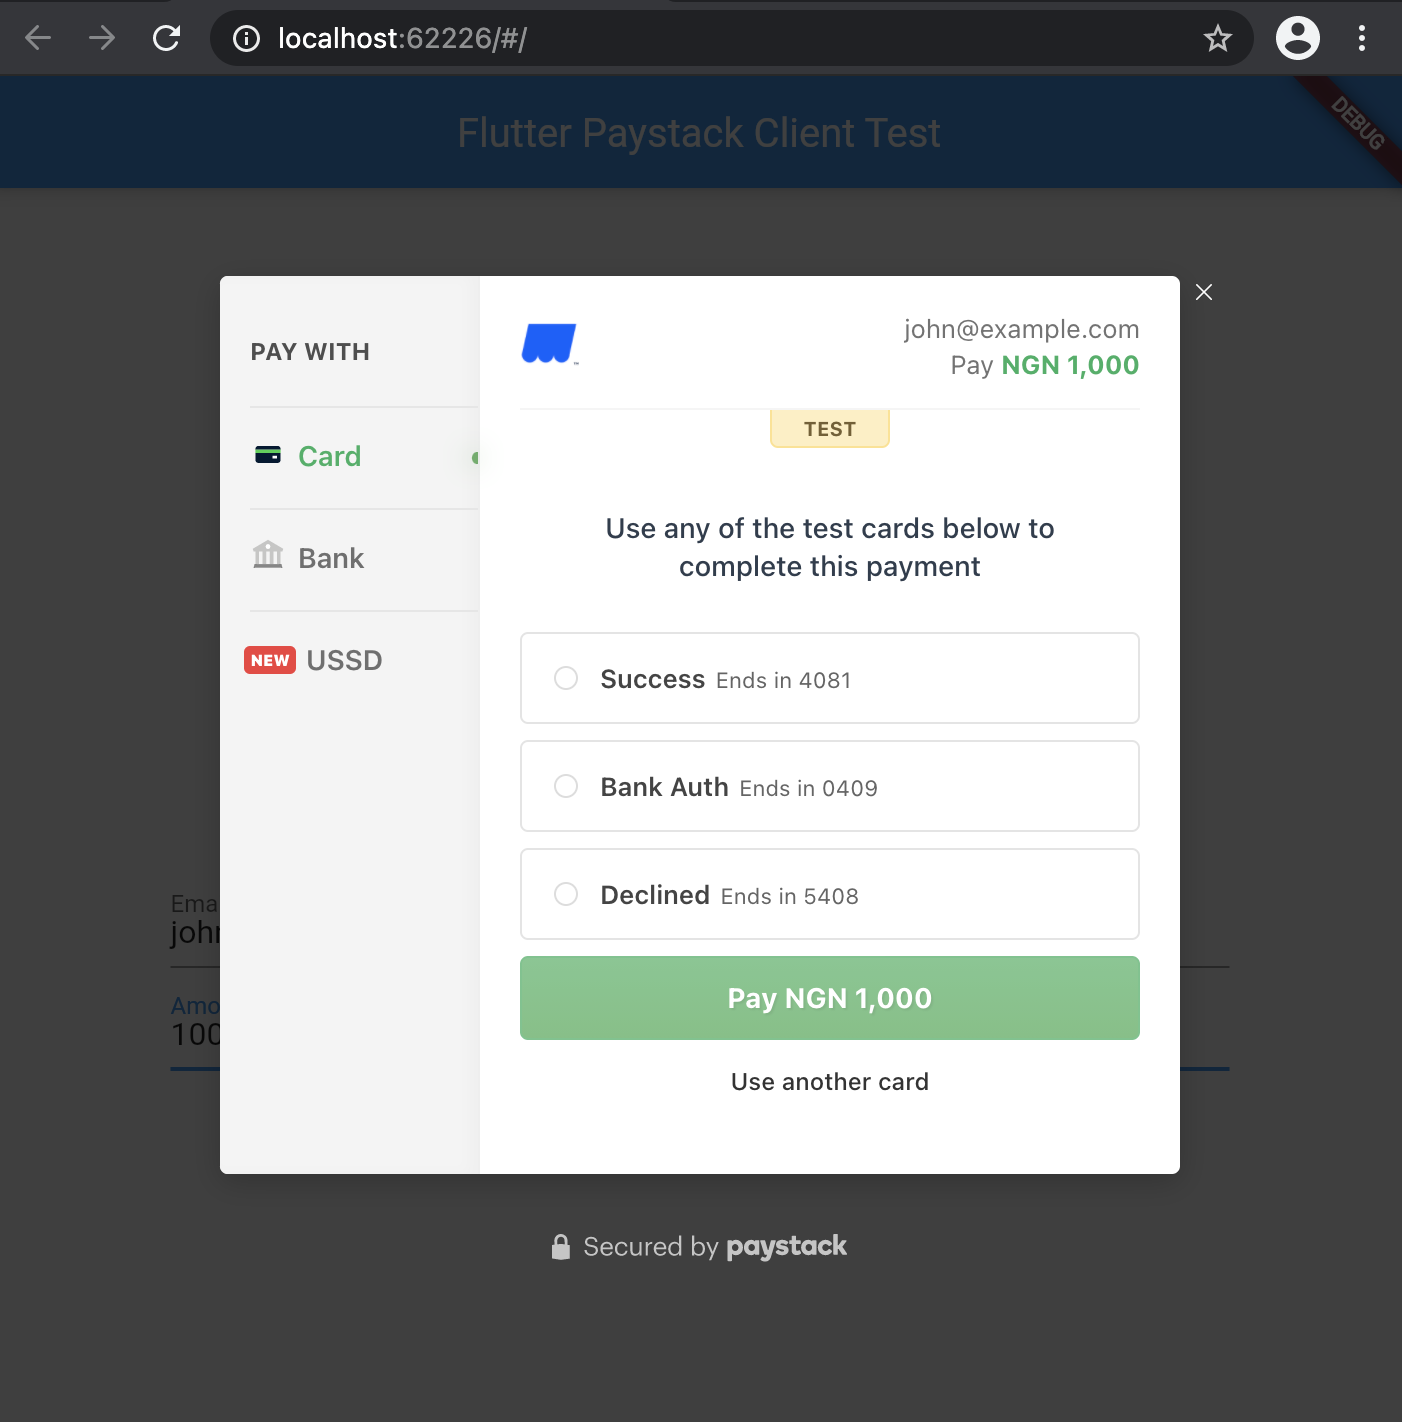 localhost:62226/#/
Flutter Paystack Client Test
DEBUG
PAY WITH
Card
Bank
NEW USSD
john@example.com
Pay NGN 1,000
TEST
Use any of the test cards below to
complete this payment
Success Ends in 4081
Bank Auth Ends in 0409
Declined Ends in 5408
Pay NGN 1,000
Use another card
Ema
john
Amo
100
Secured by paystack